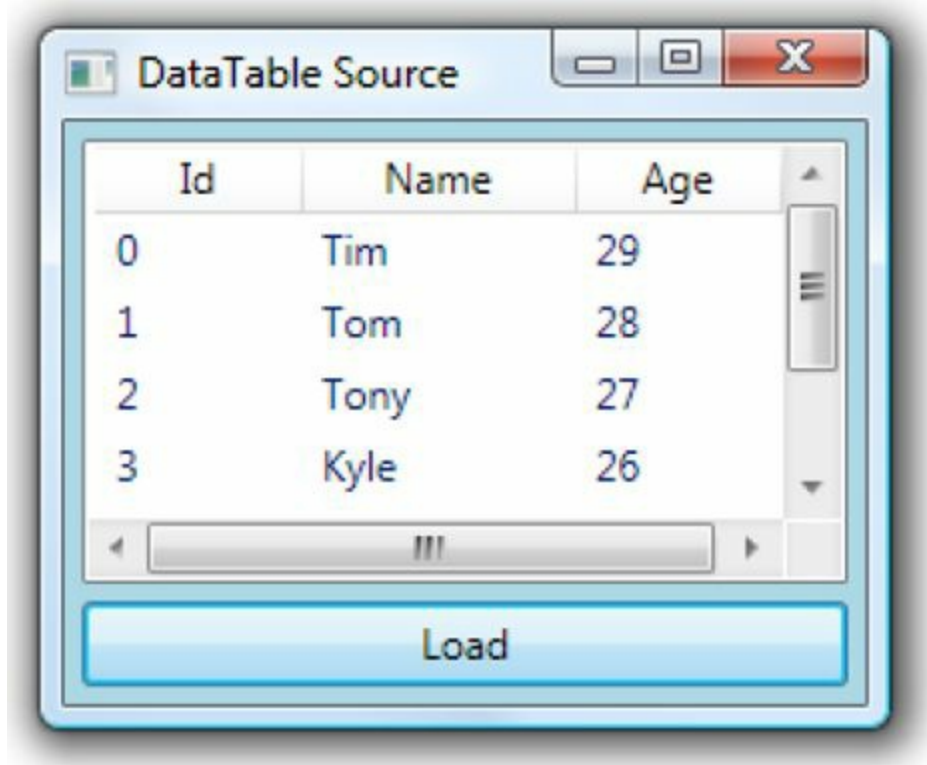 DataTable Source
Id Name Age
0 Tim 29
1 Tom 28
2 Tony 27
3 Kyle 26
Load